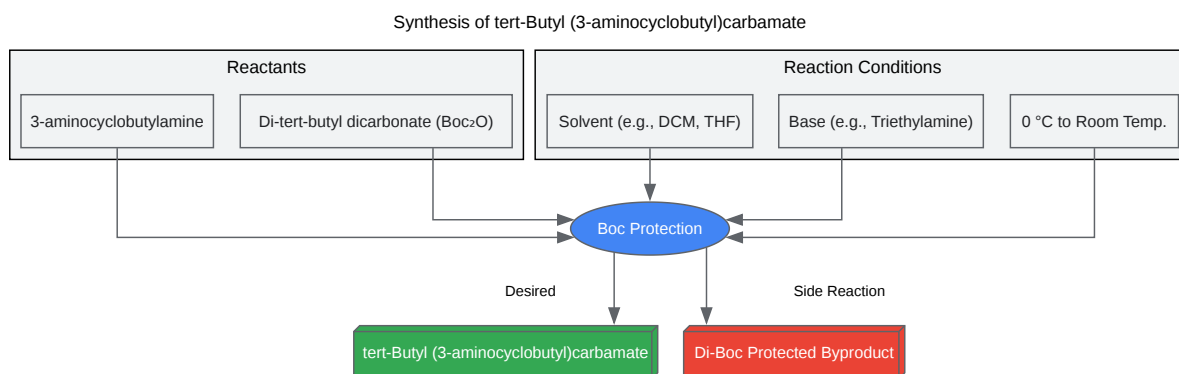 Synthesis of tert-Butyl (3-aminocyclobutyl)carbamate
Reactants
Reaction Conditions
3-aminocyclobutylamine
Di-tert-butyl dicarbonate (Boc₂O)
Solvent (e.g., DCM, THF)
Base (e.g., Triethylamine)
0 °C to Room Temp.
Boc Protection
Desired
Side Reaction
tert-Butyl (3-aminocyclobutyl)carbamate
Di-Boc Protected Byproduct